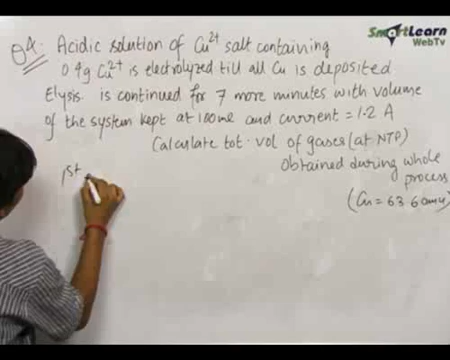 SmartLearn
WebTv
Q4. Acidic solution of Cu2+ salt containing
0.4g Cu2+ is electrolyzed till all Cu is deposited
Elysis is continued for 7 more minutes with volume
of the system kept at 100ml and current = 1.2 A
Calculate tot. vol of gases (at NTP)
obtained during whole
process
(Cu = 63.6 amu)
Ist